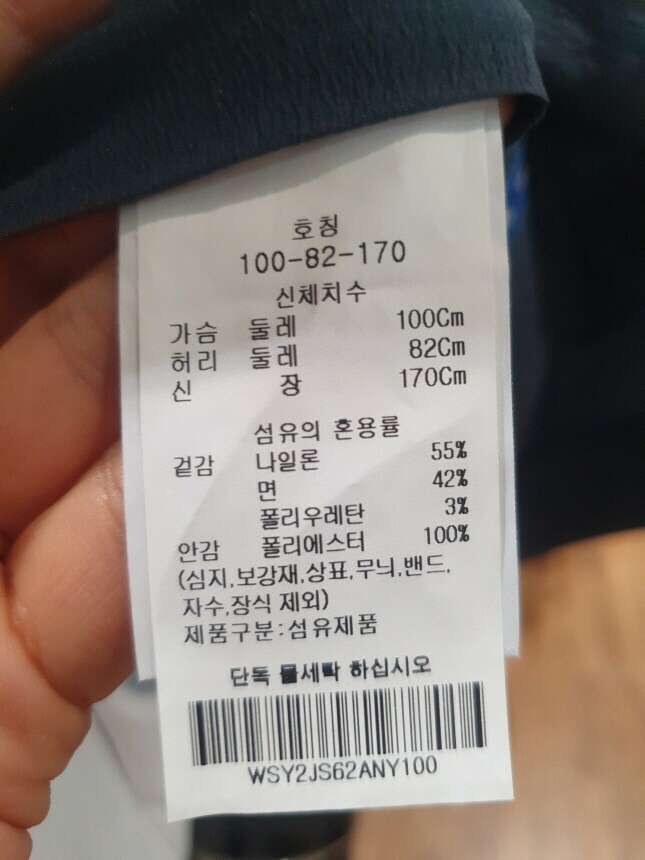 호칭
100-82-170
신체치수
가슴 둘레 100Cm
허리 둘레 82Cm
신 장 170Cm
섬유의 혼용률
겉감 나일론 55%
면 42%
폴리우레탄 3%
안감 폴리에스터 100%
(심지,보강재,상표,무늬,밴드,
자수,장식 제외)
제품구분:섬유제품
단독 물세탁 하십시오
WSY2JS62ANY100